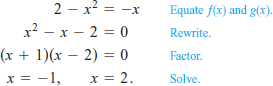 2 − x² = −x Equate f(x) and g(x).
x² − x − 2 = 0 Rewrite.
(x + 1)(x − 2) = 0 Factor.
x = −1, x = 2. Solve.